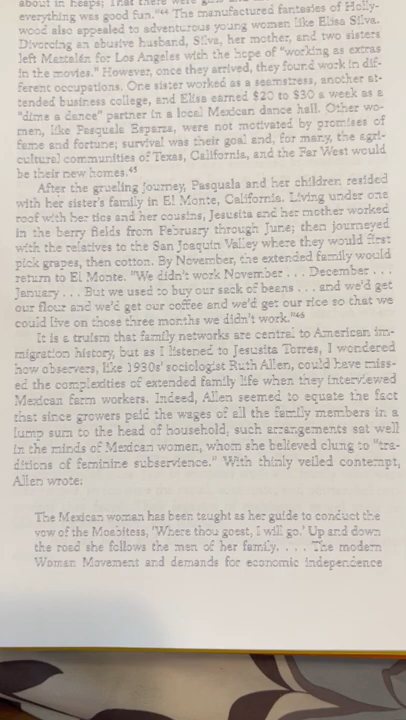 about in heaps; That there were
everything was good fun."44 The manufactured fantasies of Holly-
wood also appealed to adventurous young women like Elisa Silva.
Divorcing an abusive husband, Silva, her mother, and two sisters
left Mazatlán for Los Angeles with the hope of "working as extras
in the movies." However, once they arrived, they found work in dif-
ferent occupations. One sister worked as a seamstress, another at-
tended business college, and Elisa earned $20 to $30 a week as a
"dime a dance" partner in a local Mexican dance hall. Other wo-
men, like Pasquala Esparza, were not motivated by promises of
fame and fortune; survival was their goal and, for many, the agri-
cultural communities of Texas, California, and the Far West would
be their new homes.45
After the grueling journey, Pasquala and her children resided
with her sister's family in El Monte, California. Living under one
roof with her tías and her cousins, Jesusita and her mother worked
in the berry fields from February through June; then journeyed
with the relatives to the San Joaquin Valley where they would first
pick grapes, then cotton. By November, the extended family would
return to El Monte. "We didn't work November . . . December . . .
January . . . But we used to buy our sack of beans . . . and we'd get
our flour and we'd get our coffee and we'd get our rice so that we
could live on those three months we didn't work."46
It is a truism that family networks are central to American im-
migration history, but as I listened to Jesusita Torres, I wondered
how observers, like 1930s' sociologist Ruth Allen, could have miss-
ed the complexities of extended family life when they interviewed
Mexican farm workers. Indeed, Allen seemed to equate the fact
that since growers paid the wages of all the family members in a
lump sum to the head of household, such arrangements sat well
in the minds of Mexican women, whom she believed clung to "tra-
ditions of feminine subservience." With thinly veiled contempt,
Allen wrote:
The Mexican woman has been taught as her guide to conduct the
vow of the Moabitess, 'Where thou goest, I will go.' Up and down
the road she follows the men of her family. . . . The modern
Woman Movement and demands for economic independence